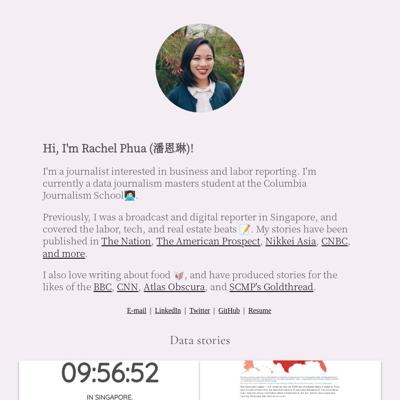 Hi, I'm Rachel Phua (潘恩琳)!
I'm a journalist interested in business and labor reporting. I'm
currently a data journalism masters student at the Columbia
Journalism School👩🏻‍💻.
Previously, I was a broadcast and digital reporter in Singapore, and
covered the labor, tech, and real estate beats 📝. My stories have been
published in The Nation, The American Prospect, Nikkei Asia, CNBC,
and more.
I also love writing about food 🥡, and have produced stories for the
likes of the BBC, CNN, Atlas Obscura, and SCMP's Goldthread.
E-mail | LinkedIn | Twitter | GitHub | Resume
Data stories
09:56:52
IN SINGAPORE.